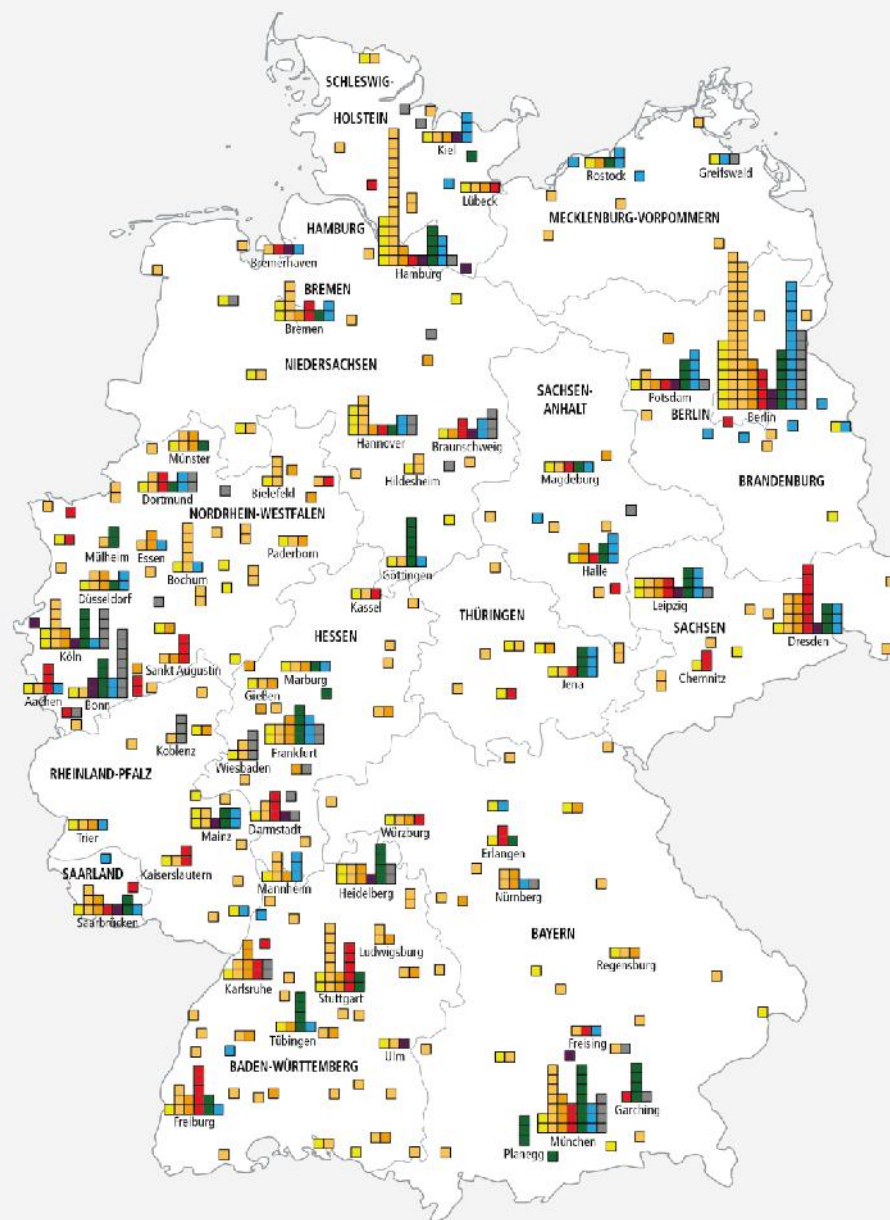 SCHLESWIG-
HOLSTEIN
Kiel
Rostock
Greifswald
Lübeck
MECKLENBURG-VORPOMMERN
HAMBURG
Hamburg
Bremerhaven
BREMEN
Bremen
NIEDERSACHSEN
SACHSEN-
ANHALT
Potsdam
BERLIN
Berlin
Hannover
Braunschweig
Münster
Hildesheim
Magdeburg
BRANDENBURG
Dortmund
Bielefeld
NORDRHEIN-WESTFALEN
Mülheim
Essen
Bochum
Paderborn
Göttingen
Halle
Düsseldorf
Kassel
Leipzig
THÜRINGEN
SACHSEN
Dresden
HESSEN
Köln
Sankt Augustin
Marburg
Jena
Chemnitz
Aachen
Bonn
Gießen
Koblenz
Wiesbaden
Frankfurt
RHEINLAND-PFALZ
Trier
Mainz
Darmstadt
Würzburg
Erlangen
SAARLAND
Kaiserslautern
Mannheim
Heidelberg
Nürnberg
Saarbrücken
BAYERN
Ludwigsburg
Regensburg
Karlsruhe
Stuttgart
Tübingen
Ulm
Freising
BADEN-WÜRTTEMBERG
Garching
Freiburg
München
Planegg